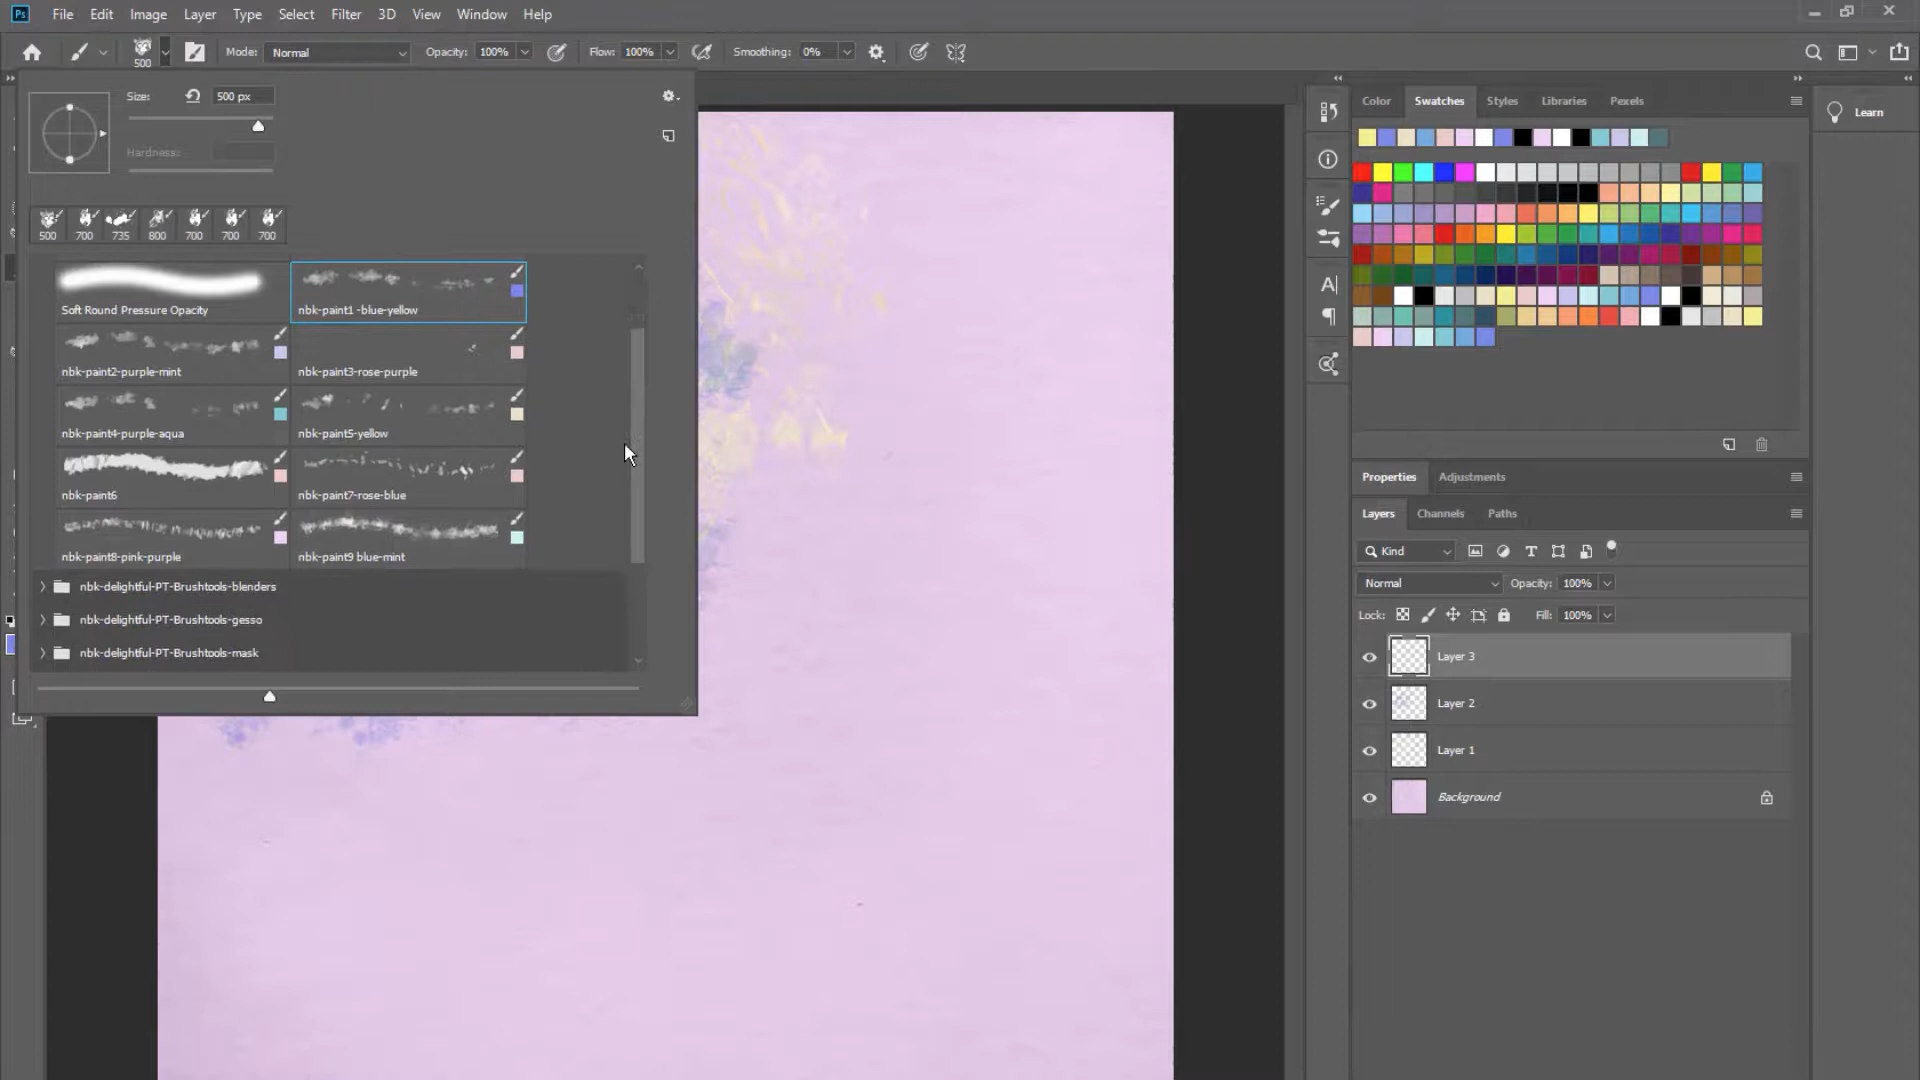 Ps File Edit Image Layer Type Select Filter 3D View Window Help
500 Mode: Normal Opacity: 100% Flow: 100% Smoothing: 0%
Size: 500 px
Hardness:
500 700 735 800 700 700 700
Soft Round Pressure Opacity nbk-paint1 -blue-yellow
nbk-paint2-purple-mint nbk-paint3-rose-purple
nbk-paint4-purple-aqua nbk-paint5-yellow
nbk-paint6 nbk-paint7-rose-blue
nbk-paint8-pink-purple nbk-paint9 blue-mint
nbk-delightful-PT-Brushtools-blenders
nbk-delightful-PT-Brushtools-gesso
nbk-delightful-PT-Brushtools-mask
Color Swatches Styles Libraries Pexels
Learn
Properties Adjustments
Layers Channels Paths
Kind
Normal Opacity: 100%
Lock: Fill: 100%
Layer 3
Layer 2
Layer 1
Background